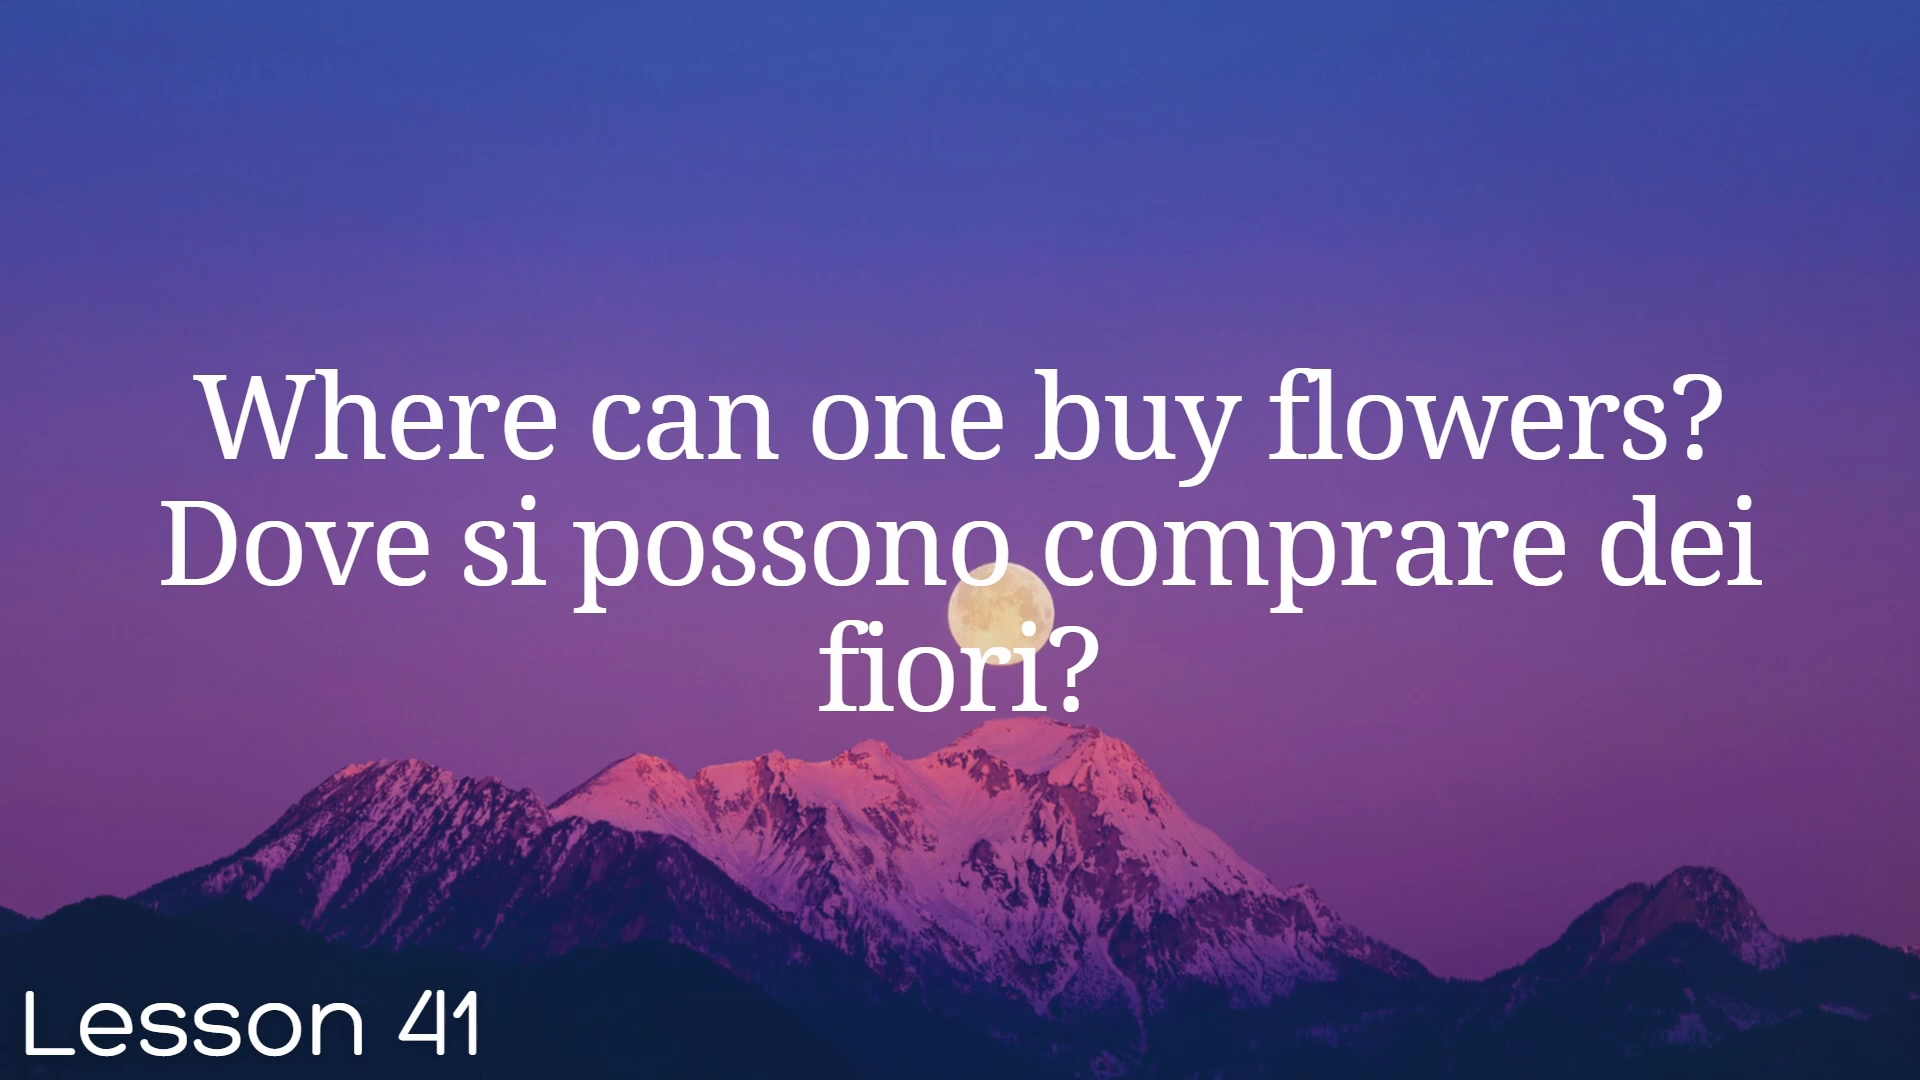 Where can one buy flowers?
Dove si possono comprare dei
fiori?
Lesson 41